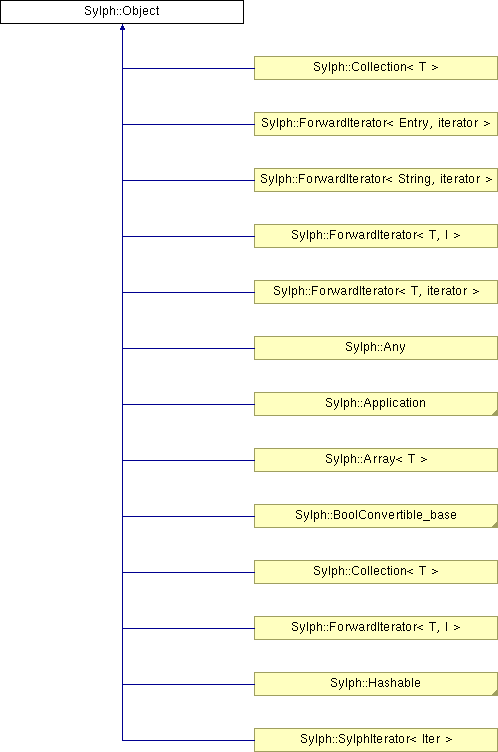 Sylph::Object
Sylph::Collection< T >
Sylph::ForwardIterator< Entry, iterator >
Sylph::ForwardIterator< String, iterator >
Sylph::ForwardIterator< T, I >
Sylph::ForwardIterator< T, iterator >
Sylph::Any
Sylph::Application
Sylph::Array< T >
Sylph::BoolConvertible_base
Sylph::Collection< T >
Sylph::ForwardIterator< T, I >
Sylph::Hashable
Sylph::SylphIterator< Iter >